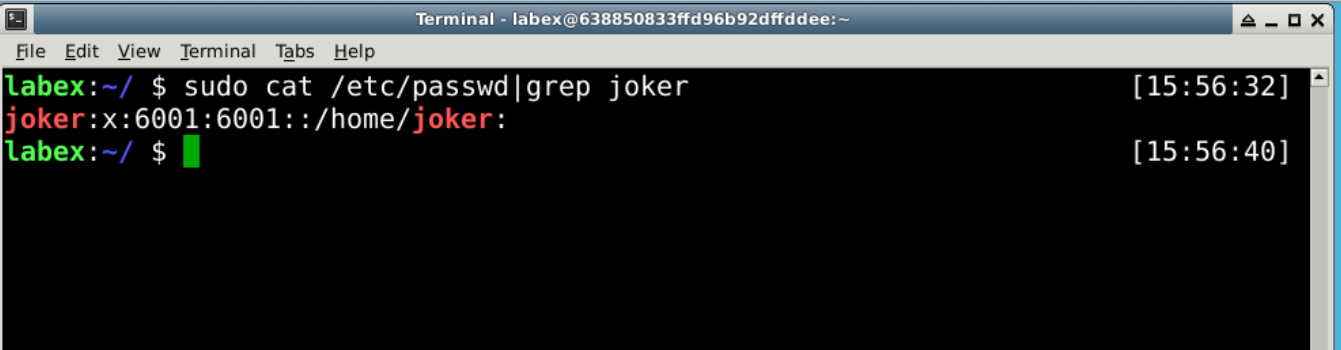 Terminal - labex@638850833ffd96b92dffddee:~
File Edit View Terminal Tabs Help
labex:~/ $ sudo cat /etc/passwd|grep joker [15:56:32]
joker:x:6001:6001::/home/joker:
labex:~/ $ [15:56:40]